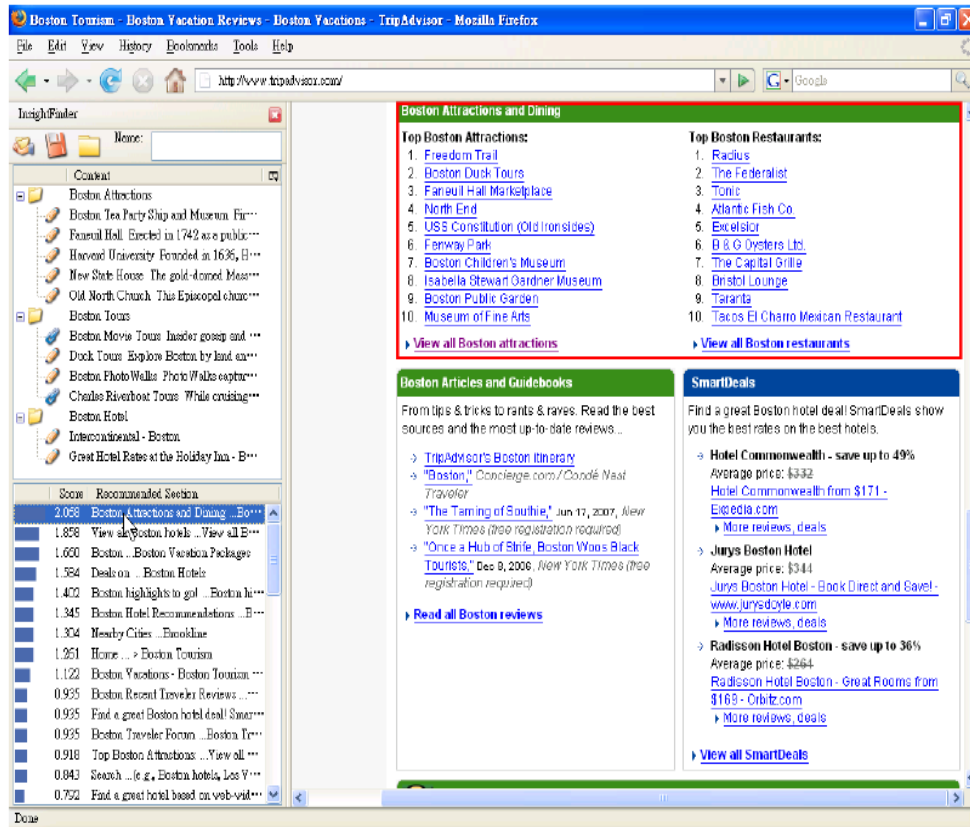 Boston Tourism - Boston Vacation Reviews - Boston Vacations - TripAdvisor - Mozilla Firefox
File Edit View History Bookmarks Tools Help
http://www.tripadvisor.com/
G Google
InsightFinder
Name:
Content
Boston Attractions
Boston Tea Party Ship and Museum Fir...
Faneuil Hall Erected in 1742 as a public...
Harvard University Founded in 1636, H...
New State House The gold-domed Mass...
Old North Church This Episcopal churc...
Boston Tours
Boston Movie Tours Insider gossip and ...
Duck Tours Explore Boston by land an...
Boston PhotoWalks PhotoWalks captur...
Charles Riverboat Tours While cruising...
Boston Hotel
Intercontinental - Boston
Great Hotel Rates at the Holiday Inn - B...
Score Recommended Section
2.058 Boston Attractions and Dining ...Bo...
1.858 View all Boston hotels ...View all B...
1.660 Boston ...Boston Vacation Packages
1.584 Deals on ... Boston Hotels
1.402 Boston highlights to go! ...Boston hi...
1.345 Boston Hotel Recommendations ...B...
1.304 Nearby Cities ...Brookline
1.261 Home ... > Boston Tourism
1.122 Boston Vacations - Boston Tourism ...
0.935 Boston Recent Traveler Reviews ...
0.935 Find a great Boston hotel deal! Smar...
0.935 Boston Traveler Forum ...Boston Tr...
0.918 Top Boston Attractions: ...View all ...
0.843 Search ...(e.g., Boston hotels, Los V...
0.792 Find a great hotel based on web-wid...
Boston Attractions and Dining
Top Boston Attractions:
1. Freedom Trail
2. Boston Duck Tours
3. Faneuil Hall Marketplace
4. North End
5. USS Constitution (Old Ironsides)
6. Fenway Park
7. Boston Children's Museum
8. Isabella Stewart Gardner Museum
9. Boston Public Garden
10. Museum of Fine Arts
View all Boston attractions
Top Boston Restaurants:
1. Radius
2. The Federalist
3. Tonic
4. Atlantic Fish Co.
5. Excelsior
6. B & G Oysters Ltd.
7. The Capital Grille
8. Bristol Lounge
9. Taranta
10. Tacos El Charro Mexican Restaurant
View all Boston restaurants
Boston Articles and Guidebooks
From tips & tricks to rants & raves. Read the best
sources and the most up-to-date reviews...
TripAdvisor's Boston Itinerary
"Boston," Concierge.com / Condé Nast
Traveler
"The Taming of Southie," Jun 17, 2007, New
York Times (free registration required)
"Once a Hub of Strife, Boston Woos Black
Tourists," Dec 9, 2006, New York Times (free
registration required)
Read all Boston reviews
SmartDeals
Find a great Boston hotel deal! SmartDeals show
you the best rates on the best hotels.
Hotel Commonwealth - save up to 49%
Average price: $332
Hotel Commonwealth from $171 -
Expedia.com
More reviews, deals
Jurys Boston Hotel
Average price: $344
Jurys Boston Hotel - Book Direct and Save! -
www.jurysdoyle.com
More reviews, deals
Radisson Hotel Boston - save up to 36%
Average price: $264
Radisson Hotel Boston - Great Rooms from
$169 - Orbitz.com
More reviews, deals
View all SmartDeals
Done